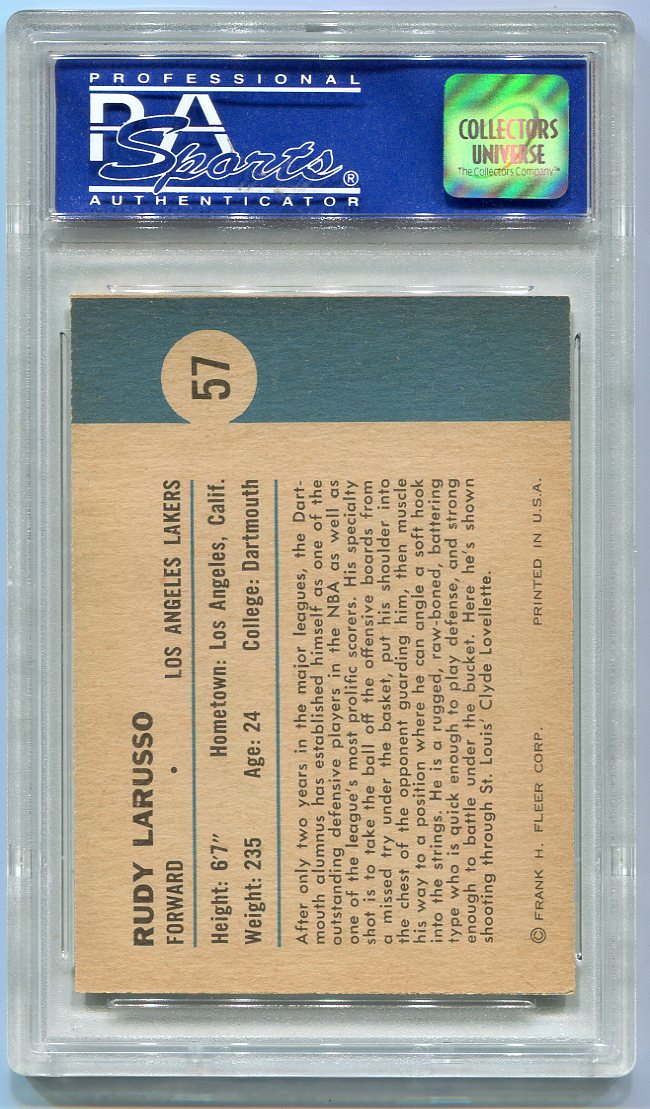 PROFESSIONAL
PSA
Sports®
AUTHENTICATOR
COLLECTORS
UNIVERSE
The Collectors Company™
57
RUDY LARUSSO
FORWARD • LOS ANGELES LAKERS
Height: 6'7" Hometown: Los Angeles, Calif.
Weight: 235 Age: 24 College: Dartmouth
After only two years in the major leagues, the Dart-
mouth alumnus has established himself as one of the
outstanding defensive players in the NBA as well as
one of the league's most prolific scorers. His specialty
shot is to take the ball off the offensive boards from
a missed try under the basket, put his shoulder into
the chest of the opponent guarding him, then muscle
his way to a position where he can angle a soft hook
into the strings. He is a rugged, raw-boned, battering
type who is quick enough to play defense, and strong
enough to battle under the bucket. Here he's shown
shooting through St. Louis' Clyde Lovellette.
© FRANK H. FLEER CORP. PRINTED IN U.S.A.